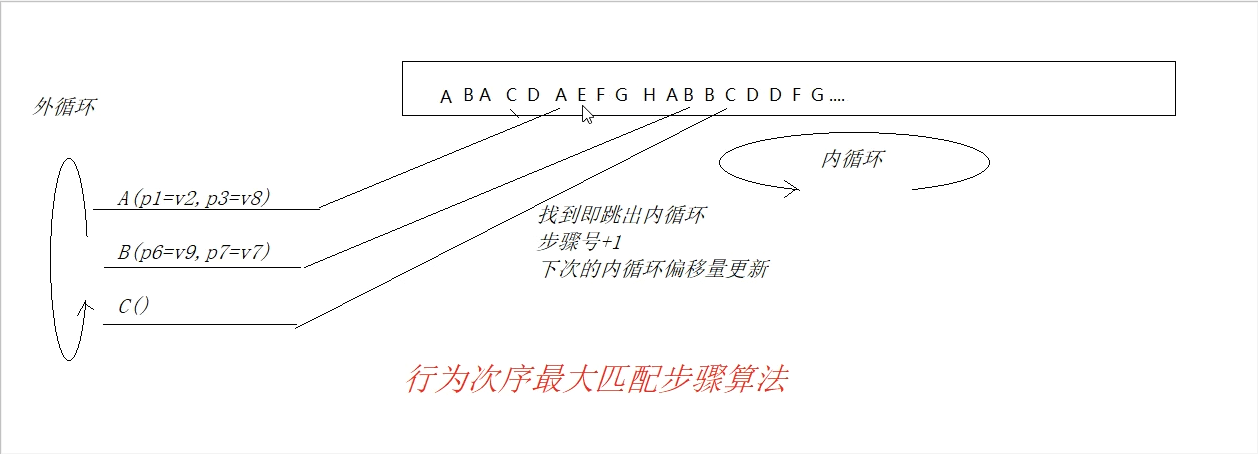 外循环
A B A C D A E F G H A B B C D D F G ....
内循环
A(p1=v2,p3=v8)
找到即跳出内循环
步骤号+1
B(p6=v9,p7=v7)
下次的内循环偏移量更新
C()
行为次序最大匹配步骤算法